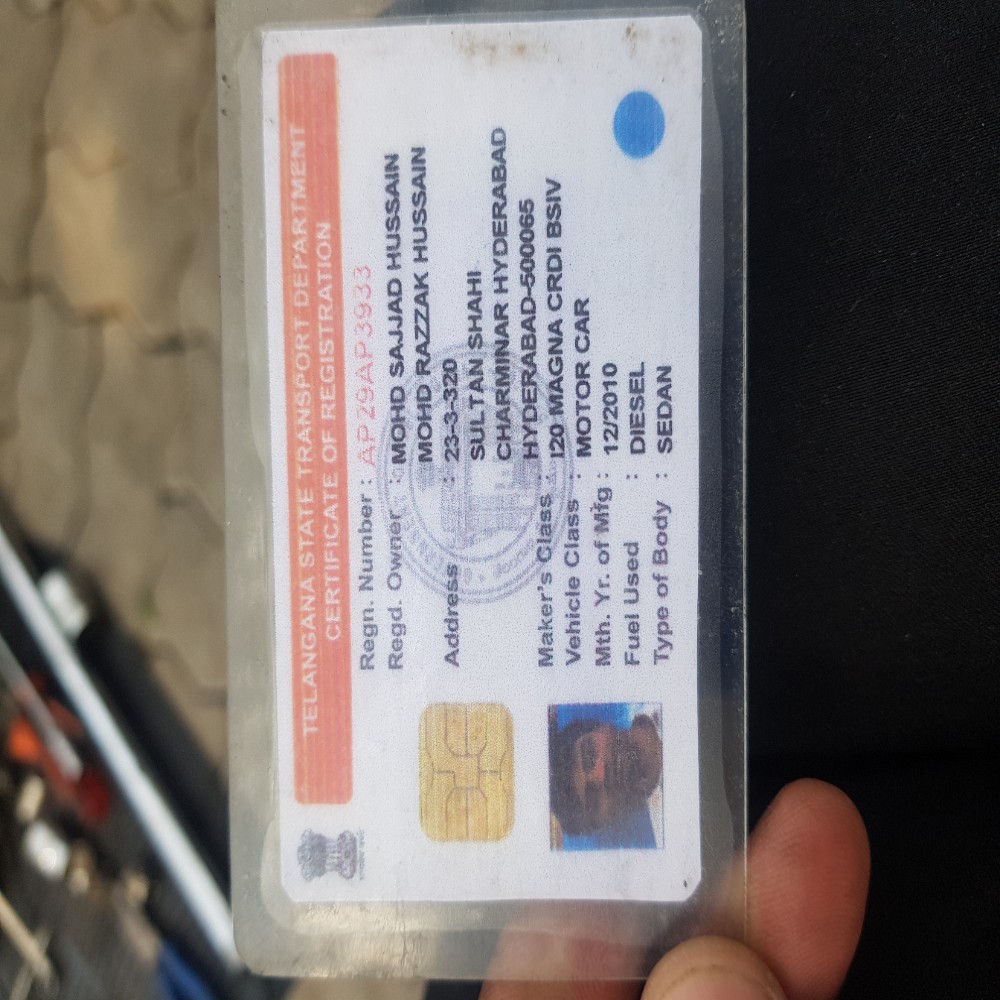 TELANGANA STATE TRANSPORT DEPARTMENT
CERTIFICATE OF REGISTRATION
Regn. Number : AP29AP3933
Regd. Owner : MOHD SAJJAD HUSSAIN
MOHD RAZZAK HUSSAIN
Address : 23-3-320
SULTAN SHAHI
CHARMINAR HYDERABAD
HYDERABAD-500065
Maker's Class : I20 MAGNA CRDI BSIV
Vehicle Class : MOTOR CAR
Mth. Yr. of Mfg : 12/2010
Fuel Used : DIESEL
Type of Body : SEDAN